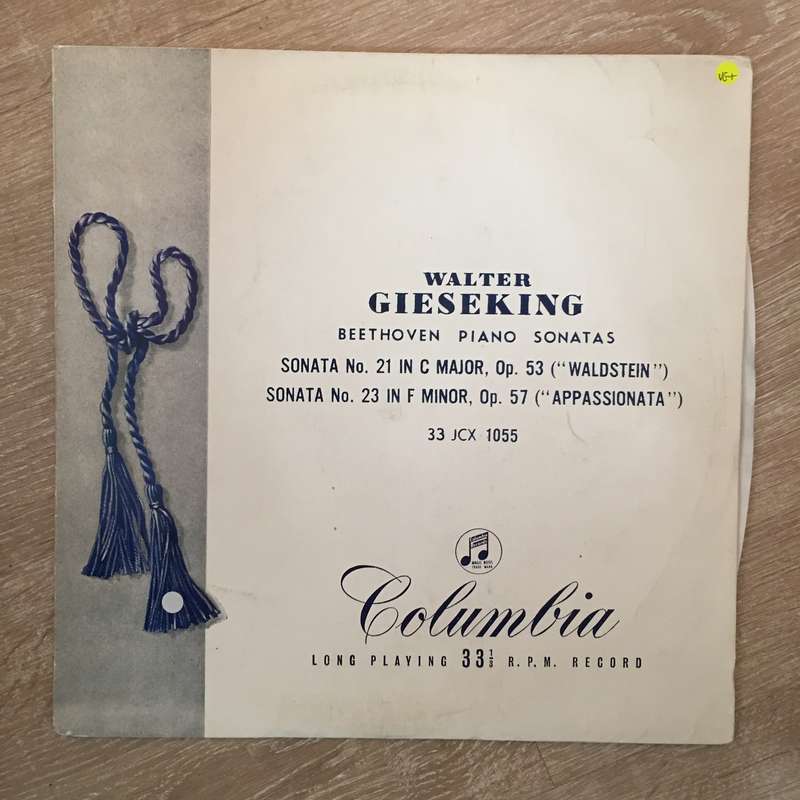 VG+
WALTER
GIESEKING
BEETHOVEN PIANO SONATAS
SONATA No. 21 IN C MAJOR, Op. 53 ("WALDSTEIN")
SONATA No. 23 IN F MINOR, Op. 57 ("APPASSIONATA")
33 JCX 1055
Columbia
LONG PLAYING 33⅓ R.P.M. RECORD